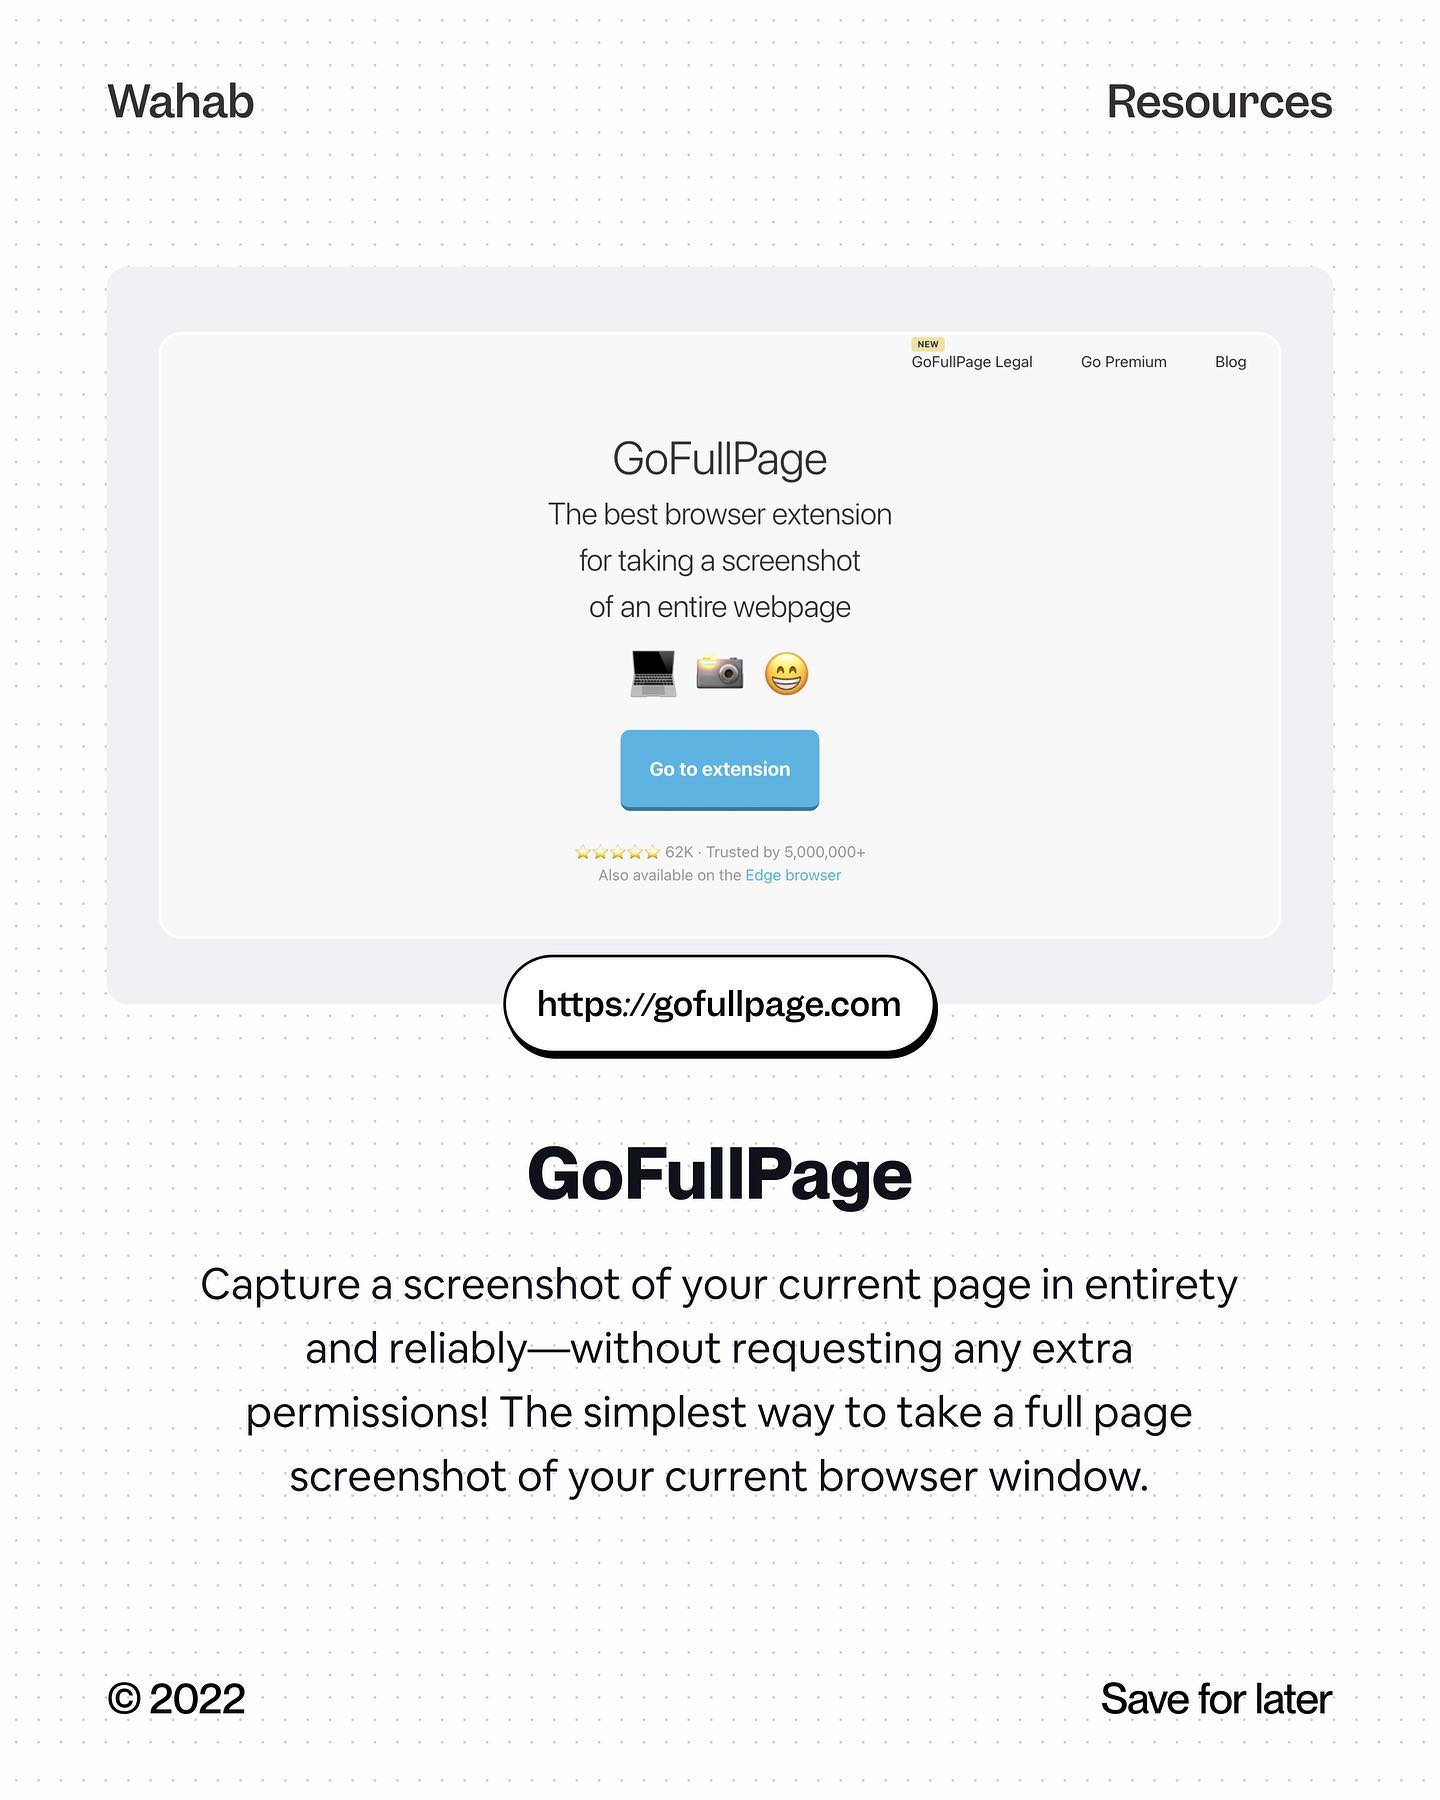 Wahab
Resources
NEW
GoFullPage Legal
Go Premium
Blog
GoFullPage
The best browser extension
for taking a screenshot
of an entire webpage
Go to extension
62K · Trusted by 5,000,000+
Also available on the Edge browser
https://gofullpage.com
GoFullPage
Capture a screenshot of your current page in entirety
and reliably—without requesting any extra
permissions! The simplest way to take a full page
screenshot of your current browser window.
© 2022
Save for later